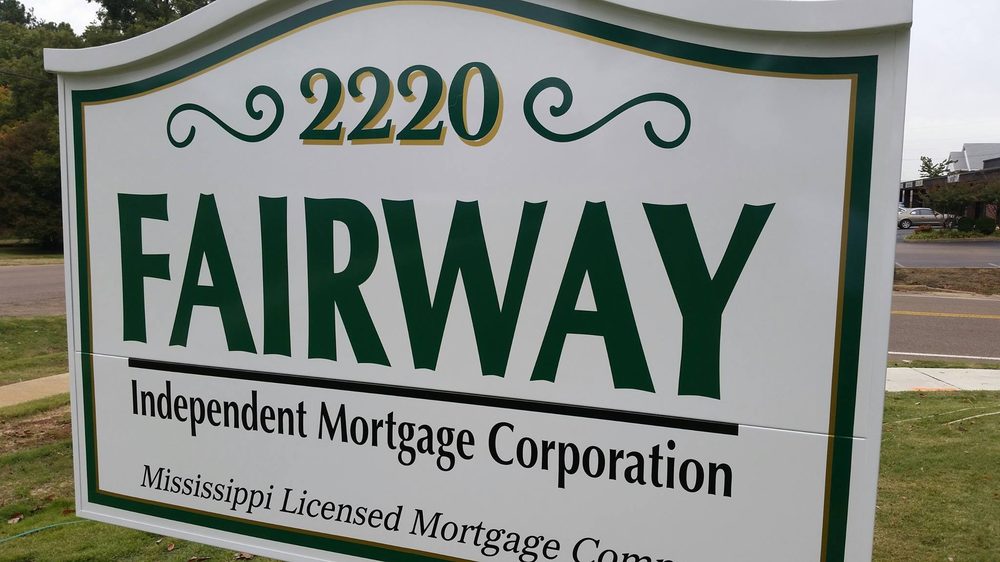 2220
FAIRWAY
Independent Mortgage Corporation
Mississippi Licensed Mortgage